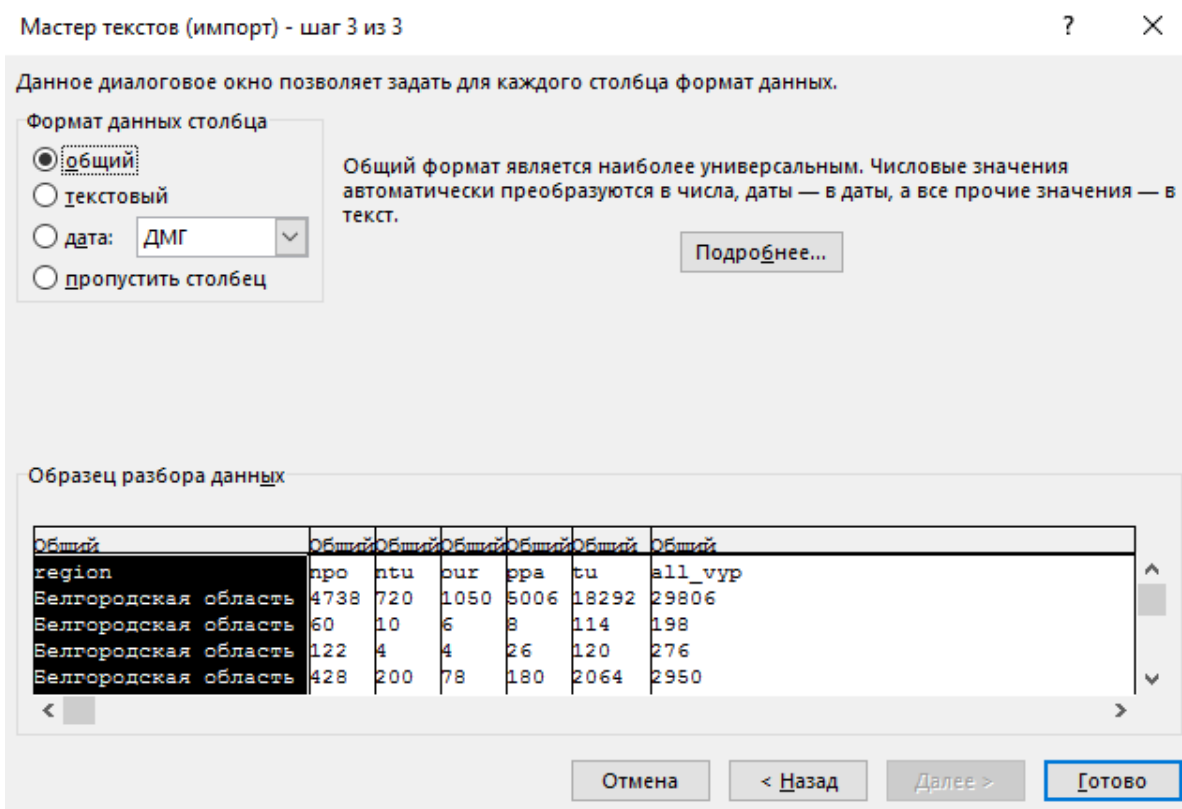 Мастер текстов (импорт) - шаг 3 из 3 ?
Данное диалоговое окно позволяет задать для каждого столбца формат данных.
Формат данных столбца
общий
текстовый
дата: ДМГ
пропустить столбец
Общий формат является наиболее универсальным. Числовые значения
автоматически преобразуются в числа, даты — в даты, а все прочие значения — в
текст.
Подробнее...
Образец разбора данных
Общий Общий Общий Общий Общий Общий Общий
region npo ntu our ppa tu all_vyp
Белгородская область 4738 720 1050 5006 18292 29806
Белгородская область 60 10 6 8 114 198
Белгородская область 122 4 4 26 120 276
Белгородская область 428 200 78 180 2064 2950
Отмена < Назад Далее > Готово